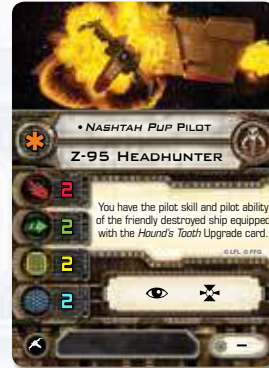 • NASHTAH PUP PILOT
Z-95 HEADHUNTER
2
You have the pilot skill and pilot ability
2
of the friendly destroyed ship equipped
with the Hound's Tooth Upgrade card.
2
© LFL © FFG
2
–